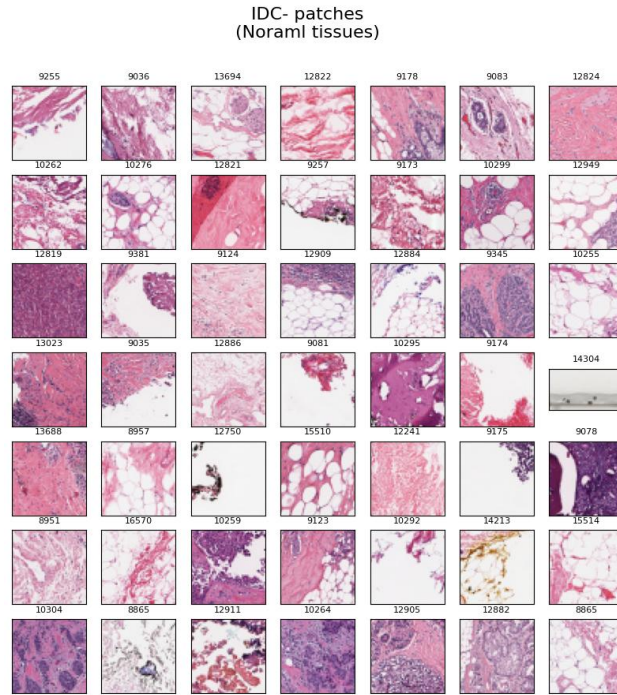 IDC- patches
(Noraml tissues)
9255 9036 13694 12822 9178 9083 12824
10262 10276 12821 9257 9173 10299 12949
12819 9381 9124 12909 12884 9345 10255
13023 9035 12886 9081 10295 9174 14304
13688 8957 12750 15510 12241 9175 9078
8951 16570 10259 9123 10292 14213 15514
10304 8865 12911 10264 12905 12882 8865